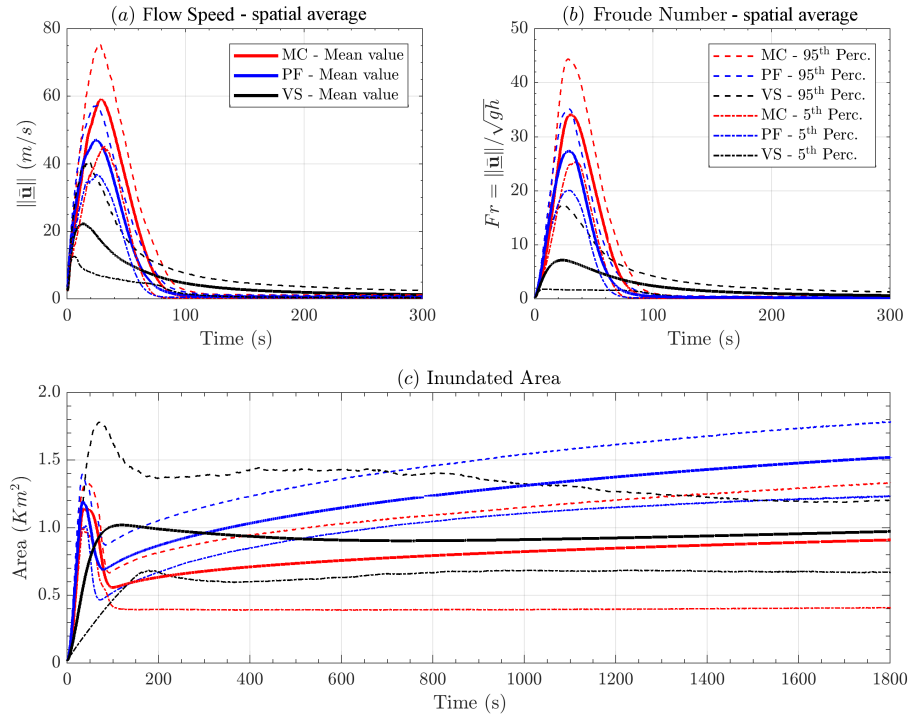 (a) Flow Speed - spatial average
80
60
40
20
0
||ū|| (m/s)
MC - Mean value
PF - Mean value
VS - Mean value
0 100 200 300
Time (s)
(b) Froude Number - spatial average
50
40
30
20
10
0
Fr = ||ū||/√gh
MC - 95th Perc.
PF - 95th Perc.
VS - 95th Perc.
MC - 5th Perc.
PF - 5th Perc.
VS - 5th Perc.
0 100 200 300
Time (s)
(c) Inundated Area
2.0
1.5
1.0
0.5
0
Area (Km²)
0 200 400 600 800 1000 1200 1400 1600 1800
Time (s)